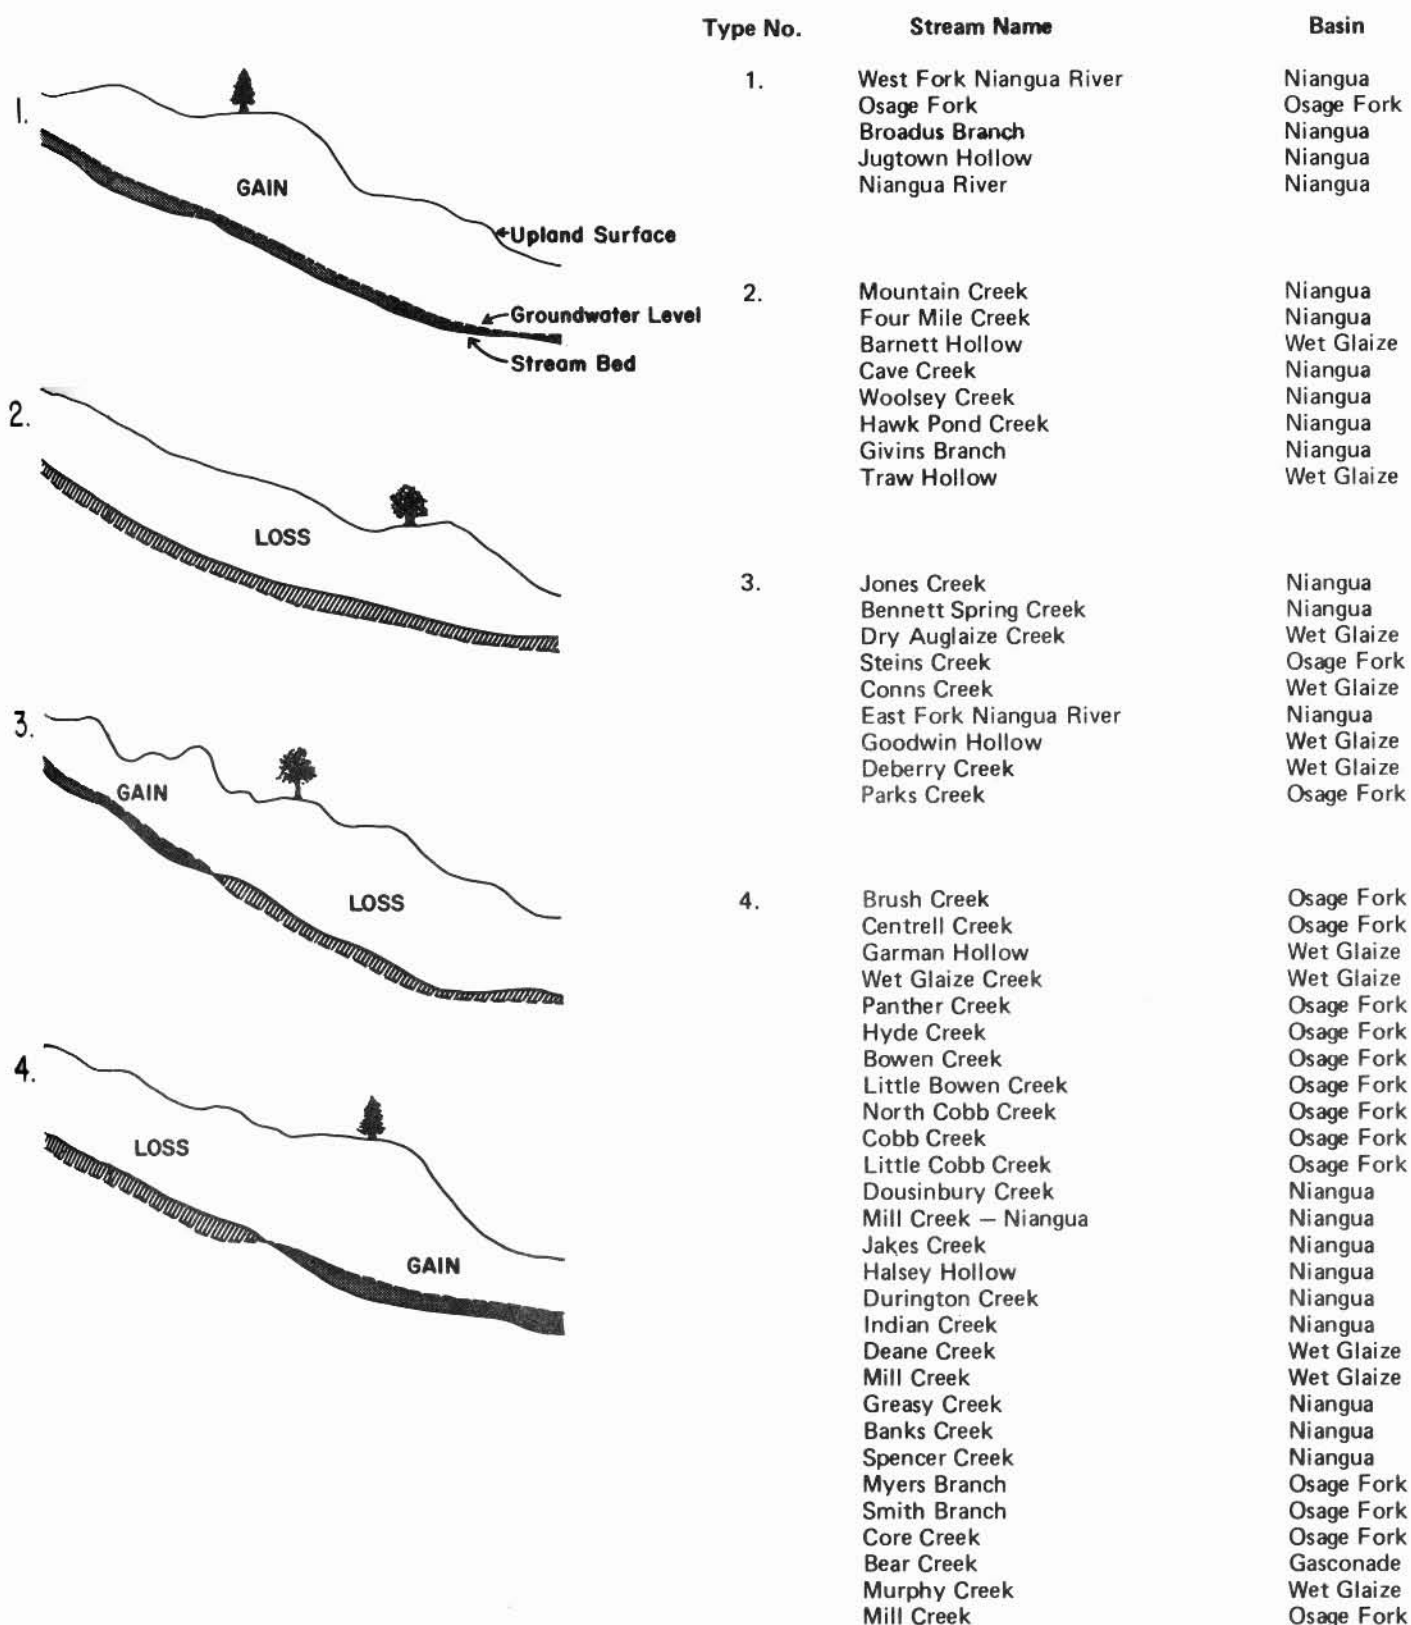 Type No. Stream Name Basin
1. West Fork Niangua River Niangua
Osage Fork Osage Fork
Broadus Branch Niangua
Jugtown Hollow Niangua
Niangua River Niangua
2. Mountain Creek Niangua
Four Mile Creek Niangua
Barnett Hollow Wet Glaize
Cave Creek Niangua
Woolsey Creek Niangua
Hawk Pond Creek Niangua
Givins Branch Niangua
Traw Hollow Wet Glaize
3. Jones Creek Niangua
Bennett Spring Creek Niangua
Dry Auglaize Creek Wet Glaize
Steins Creek Osage Fork
Conns Creek Wet Glaize
East Fork Niangua River Niangua
Goodwin Hollow Wet Glaize
Deberry Creek Wet Glaize
Parks Creek Osage Fork
4. Brush Creek Osage Fork
Centrell Creek Osage Fork
Garman Hollow Wet Glaize
Wet Glaize Creek Wet Glaize
Panther Creek Osage Fork
Hyde Creek Osage Fork
Bowen Creek Osage Fork
Little Bowen Creek Osage Fork
North Cobb Creek Osage Fork
Cobb Creek Osage Fork
Little Cobb Creek Osage Fork
Dousinbury Creek Niangua
Mill Creek — Niangua Niangua
Jakes Creek Niangua
Halsey Hollow Niangua
Durington Creek Niangua
Indian Creek Niangua
Deane Creek Wet Glaize
Mill Creek Wet Glaize
Greasy Creek Niangua
Banks Creek Niangua
Spencer Creek Niangua
Myers Branch Osage Fork
Smith Branch Osage Fork
Core Creek Osage Fork
Bear Creek Gasconade
Murphy Creek Wet Glaize
Mill Creek Osage Fork
1.
GAIN
Upland Surface
Groundwater Level
Stream Bed
2.
LOSS
3.
GAIN
LOSS
4.
LOSS
GAIN